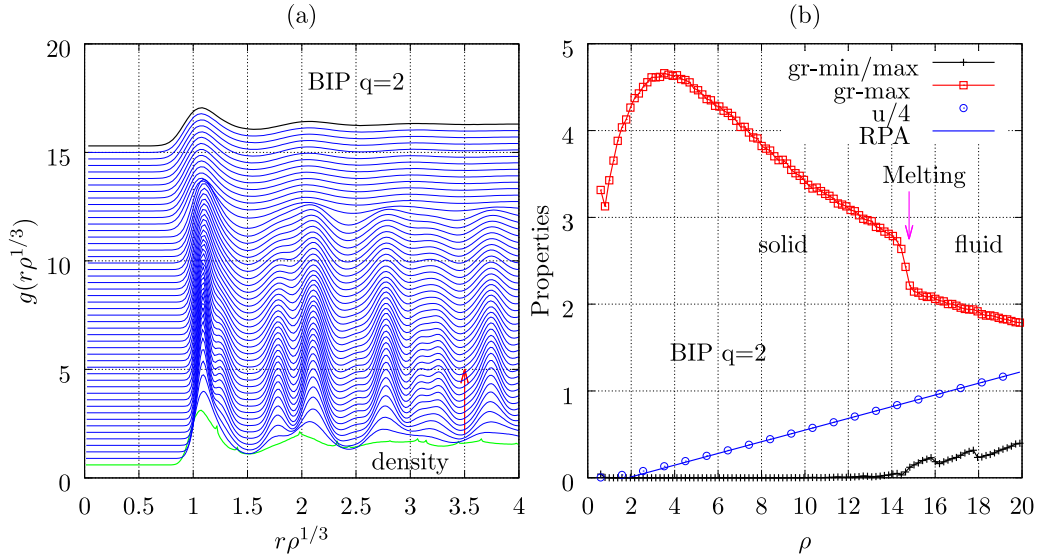 (a)
(b)
BIP q=2
density
g(rρ^{1/3})
20
15
10
5
0
0 0.5 1 1.5 2 2.5 3 3.5 4
rρ^{1/3}
gr-min/max
gr-max
u/4
RPA
Melting
solid
fluid
BIP q=2
Properties
5
4
3
2
1
0
0 2 4 6 8 10 12 14 16 18 20
ρ